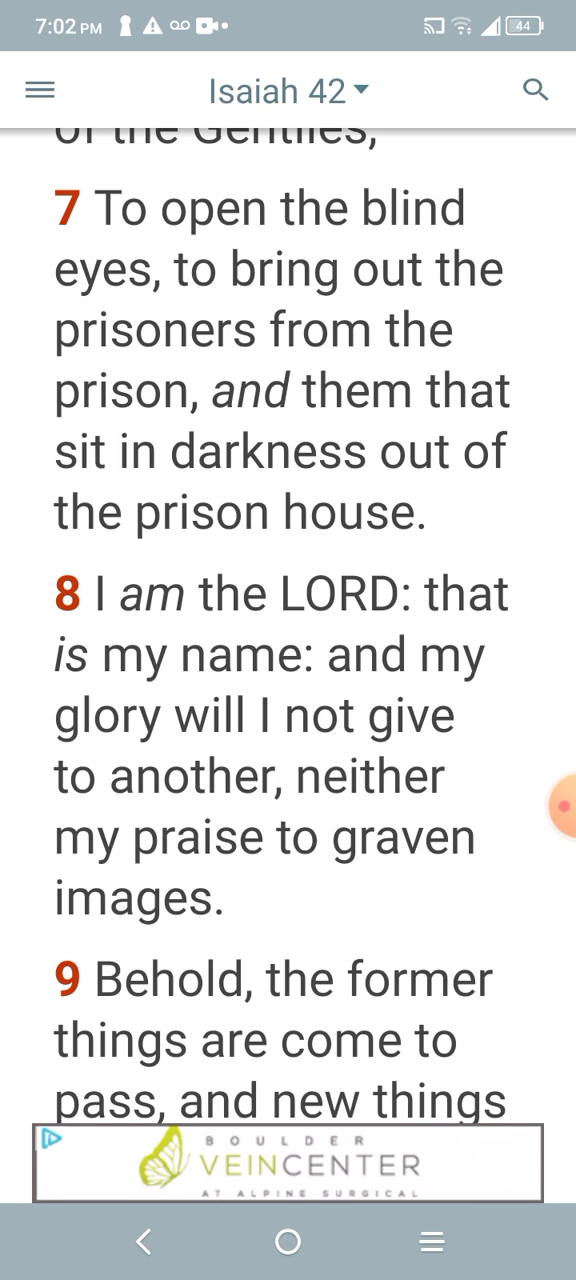 7:02 PM
44
Isaiah 42
of the Gentiles,
7 To open the blind
eyes, to bring out the
prisoners from the
prison, and them that
sit in darkness out of
the prison house.
8 I am the LORD: that
is my name: and my
glory will I not give
to another, neither
my praise to graven
images.
9 Behold, the former
things are come to
pass, and new things
BOULDER
VEINCENTER
AT ALPINE SURGICAL